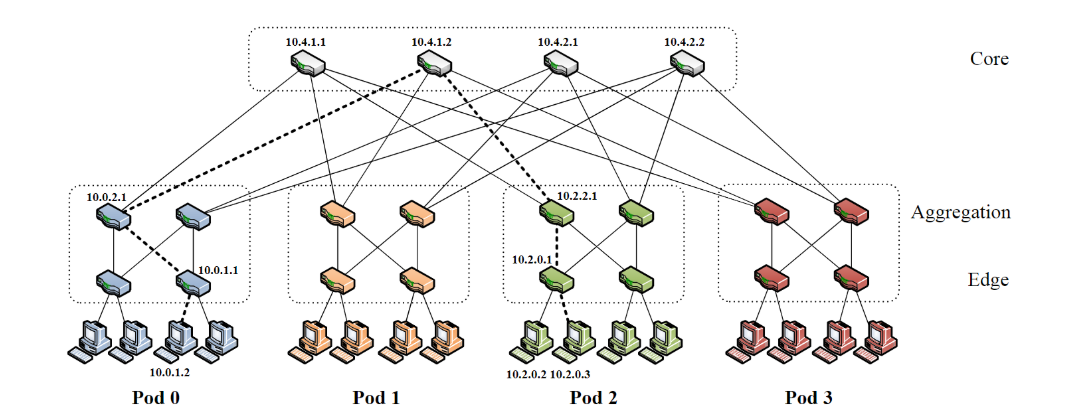 10.4.1.1 10.4.1.2 10.4.2.1 10.4.2.2
Core
10.0.2.1 10.2.2.1
Aggregation
10.0.1.1 10.2.0.1
Edge
10.0.1.2 10.2.0.2 10.2.0.3
Pod 0 Pod 1 Pod 2 Pod 3